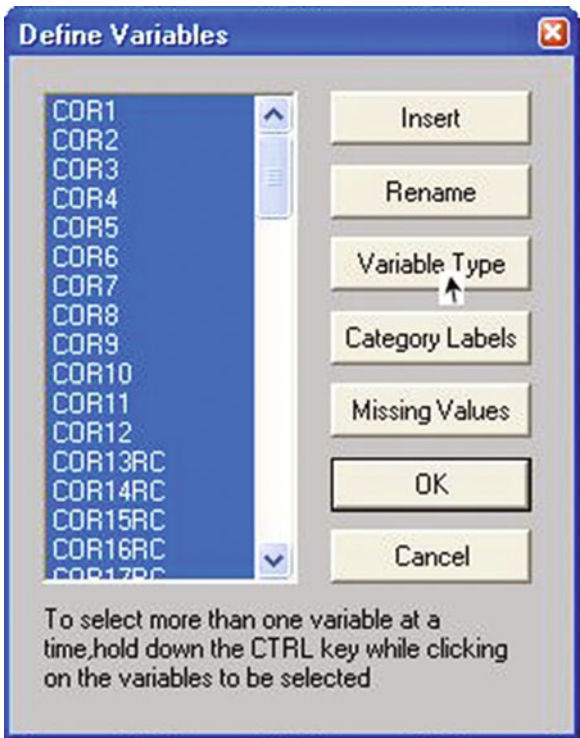 Define Variables
COR1
COR2
COR3
COR4
COR5
COR6
COR7
COR8
COR9
COR10
COR11
COR12
COR13RC
COR14RC
COR15RC
COR16RC
COR17RC
Insert
Rename
Variable Type
Category Labels
Missing Values
OK
Cancel
To select more than one variable at a
time,hold down the CTRL key while clicking
on the variables to be selected